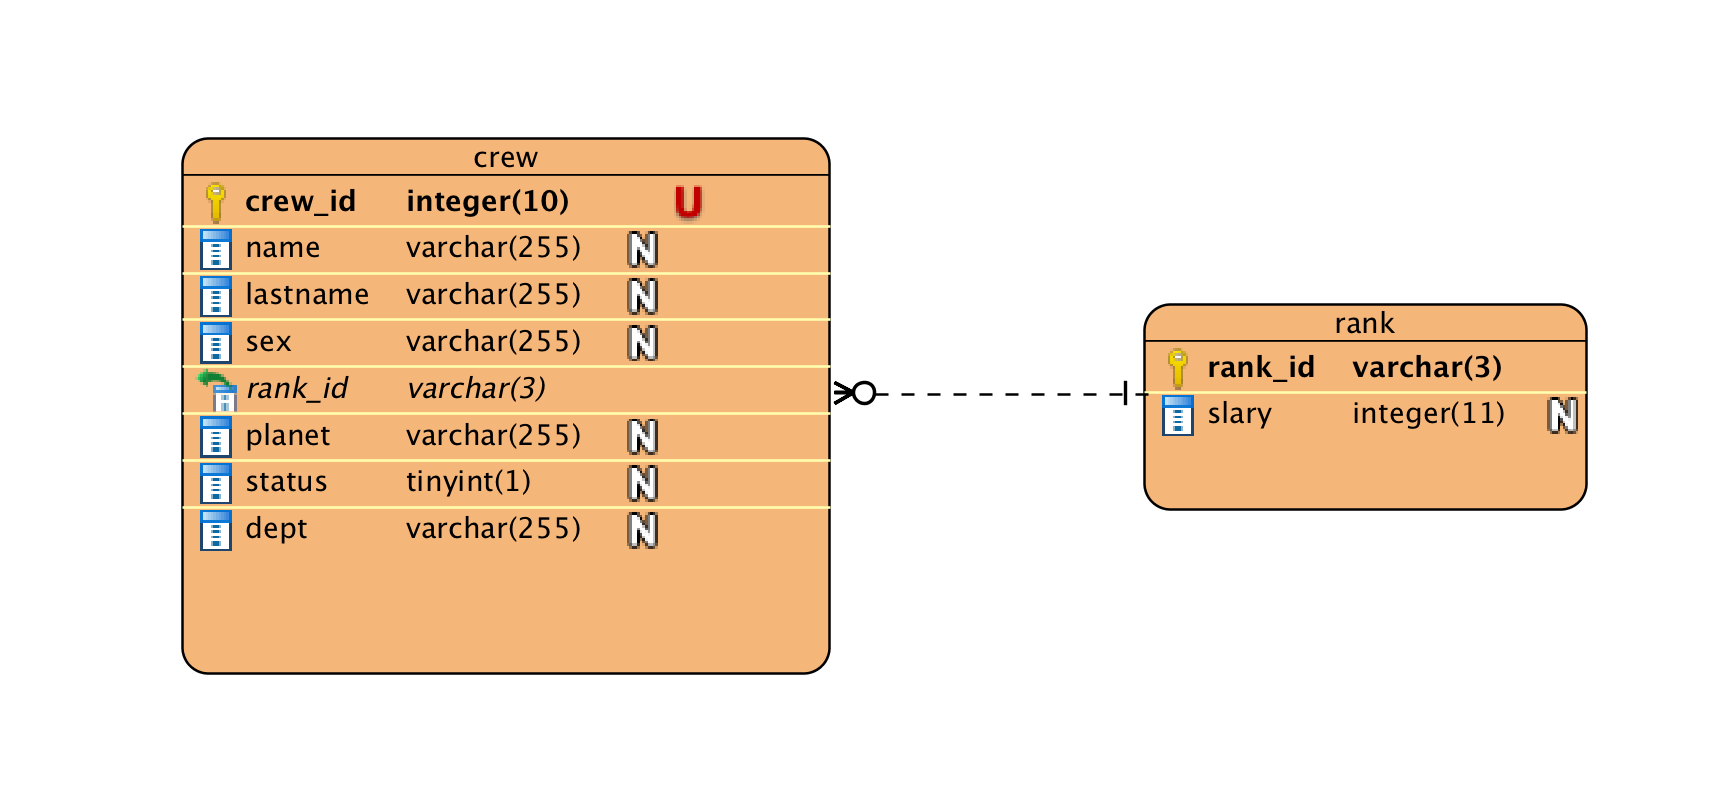 crew
crew_id integer(10) U
name varchar(255) N
lastname varchar(255) N
sex varchar(255) N
rank_id varchar(3)
planet varchar(255) N
status tinyint(1) N
dept varchar(255) N
rank
rank_id varchar(3)
slary integer(11) N